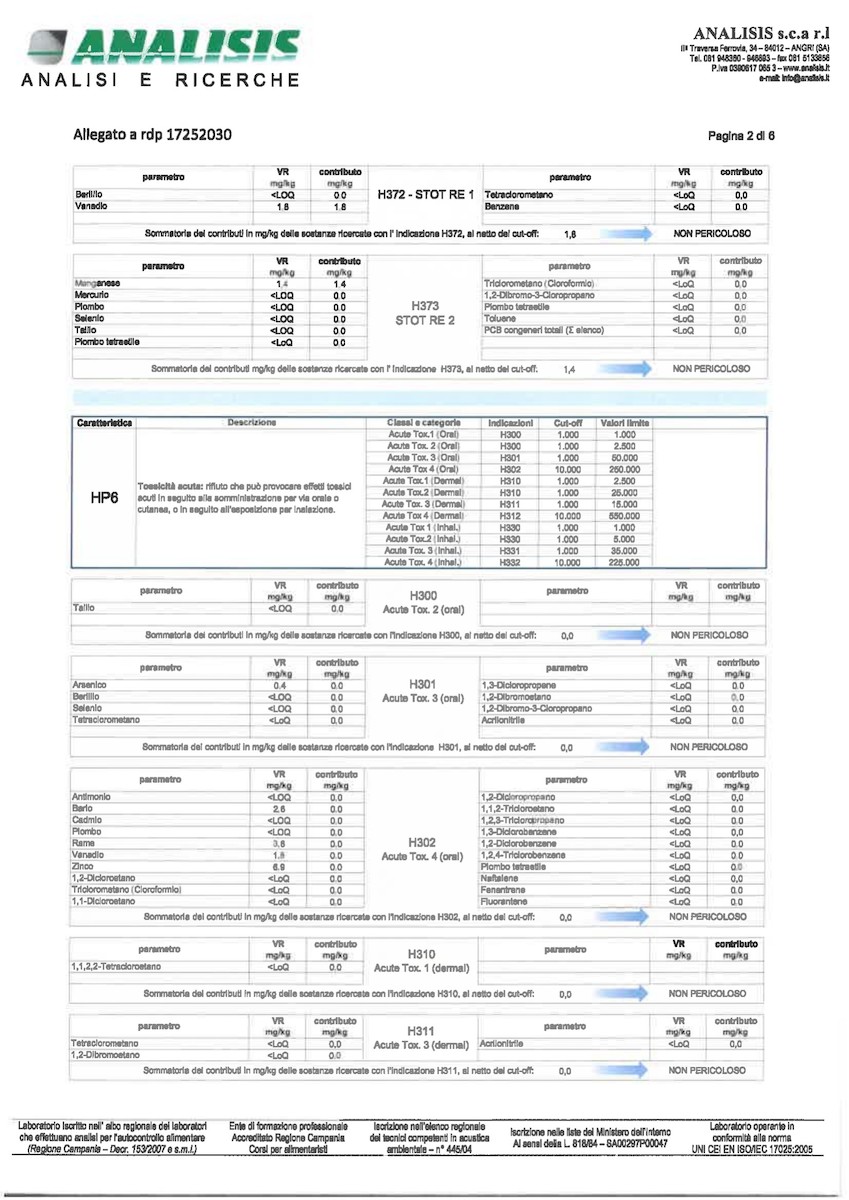 ANALISIS
ANALISI E RICERCHE
ANALISIS s.c.a r.l
IIª Traversa Ferrovia, 34 – 84012 – ANGRI (SA)
Tel. 081 948350 - 946893 – fax 081 5133856
www.analisis.it
e-mail: info@analisis.it
Allegato a rdp 17252030 Pagina 2 di 6
parametro VR mg/kg contributo mg/kg H372 - STOT RE 1 parametro VR mg/kg contributo mg/kg
Berillio <LOQ 0.0 Tetraclorometano <LoQ 0,0
Vanadio 1.8 1.8 Benzene <LoQ 0.0
Sommatoria dei contributi in mg/kg delle sostanze ricercate con l' indicazione H372, al netto del cut-off: 1,8 NON PERICOLOSO
parametro VR mg/kg contributo mg/kg H373 STOT RE 2 parametro VR mg/kg contributo mg/kg
Manganese 1.4 1.4 Triclorometano (Cloroformio) <LoQ 0.0
Mercurio <LOQ 0.0 1,2-Dibromo-3-Cloropropano <LoQ 0.0
Piombo <LOQ 0.0 Piombo tetraetile <LoQ 0.0
Selenio <LOQ 0.0 Toluene <LoQ 0.0
Tallio <LOQ 0.0 PCB congeneri totali (Σ elenco) <LoQ 0,0
Piombo tetraetile <LoQ 0.0
Sommatoria dei contributi mg/kg delle sostanze ricercate con l' indicazione H373, al netto del cut-off: 1,4 NON PERICOLOSO
Caratteristica Descrizione Classi e categorie Indicazioni Cut-off Valori limite
HP6
Tossicità acuta: rifiuto che può provocare effetti tossici
acuti in seguito alla somministrazione per via orale o
cutanea, o in seguito all'esposizione per inalazione.
Acute Tox.1 (Oral) H300 1.000 1.000
Acute Tox. 2 (Oral) H300 1.000 2.500
Acute Tox. 3 (Oral) H301 1.000 50.000
Acute Tox 4 (Oral) H302 10.000 250.000
Acute Tox.1 (Dermal) H310 1.000 2.500
Acute Tox.2 (Dermal) H310 1.000 25.000
Acute Tox. 3 (Dermal) H311 1.000 15.000
Acute Tox 4 (Dermal) H312 10.000 550.000
Acute Tox 1 (Inhal.) H330 1.000 1.000
Acute Tox.2 (Inhal.) H330 1.000 5.000
Acute Tox. 3 (Inhal.) H331 1.000 35.000
Acute Tox. 4 (Inhal.) H332 10.000 225.000
parametro VR mg/kg contributo mg/kg H300 Acute Tox. 2 (oral) parametro VR mg/kg contributo mg/kg
Tallio <LOQ 0.0
Sommatoria dei contributi in mg/kg delle sostanze ricercate con l'indicazione H300, al netto del cut-off: 0,0 NON PERICOLOSO
parametro VR mg/kg contributo mg/kg H301 Acute Tox. 3 (oral) parametro VR mg/kg contributo mg/kg
Arsenico 0.4 0.0 1,3-Dicloropropene <LoQ 0.0
Berillio <LOQ 0.0 1,2-Dibromoetano <LoQ 0.0
Selenio <LOQ 0.0 1,2-Dibromo-3-Cloropropano <LoQ 0.0
Tetraclorometano <LoQ 0.0 Acrilonitrile <LoQ 0.0
Sommatoria dei contributi in mg/kg delle sostanze ricercate con l'indicazione H301, al netto del cut-off: 0,0 NON PERICOLOSO
parametro VR mg/kg contributo mg/kg H302 Acute Tox. 4 (oral) parametro VR mg/kg contributo mg/kg
Antimonio <LOQ 0.0 1,2-Dicloropropano <LoQ 0,0
Bario 2.6 0.0 1,1,2-Tricloroetano <LoQ 0.0
Cadmio <LOQ 0.0 1,2,3-Tricloropropano <LoQ 0.0
Piombo <LOQ 0.0 1,3-Diclorobenzene <LoQ 0.0
Rame 3.6 0.0 1,2-Diclorobenzene <LoQ 0.0
Vanadio 1.8 0.0 1,2,4-Triclorobenzene <LoQ 0.0
Zinco 6.9 0.0 Piombo tetraetile <LoQ 0.0
1,2-Dicloroetano <LoQ 0.0 Naftalene <LoQ 0,0
Triclorometano (Cloroformio) <LoQ 0.0 Fenantrene <LoQ 0.0
1,1-Dicloroetano <LoQ 0.0 Fluorantene <LoQ 0.0
Sommatoria dei contributi in mg/kg delle sostanze ricercate con l'indicazione H302, al netto del cut-off: 0,0 NON PERICOLOSO
parametro VR mg/kg contributo mg/kg H310 Acute Tox. 1 (dermal) parametro VR mg/kg contributo mg/kg
1,1,2,2-Tetracloroetano <LoQ 0.0
Sommatoria dei contributi in mg/kg delle sostanze ricercate con l'indicazione H310, al netto del cut-off: 0,0 NON PERICOLOSO
parametro VR mg/kg contributo mg/kg H311 Acute Tox. 3 (dermal) parametro VR mg/kg contributo mg/kg
Tetraclorometano <LoQ 0,0 Acrilonitrile <LoQ 0,0
1,2-Dibromoetano <LoQ 0.0
Sommatoria dei contributi in mg/kg delle sostanze ricercate con l'indicazione H311, al netto del cut-off: 0,0 NON PERICOLOSO
Laboratorio iscritto nell' albo regionale dei laboratori
che effettuano analisi per l'autocontrollo alimentare
(Regione Campania – Decr. 153/2007 e s.m.i.)
Ente di formazione professionale
Accreditato Regione Campania
Corsi per alimentaristi
Iscrizione nell'elenco regionale
dei tecnici competenti in acustica
ambientale – n° 445/04
Iscrizione nelle liste del Ministero dell'Interno
Ai sensi della L. 818/84 – SA00297P00047
Laboratorio operante in
conformità alla norma
UNI CEI EN ISO/IEC 17025:2005